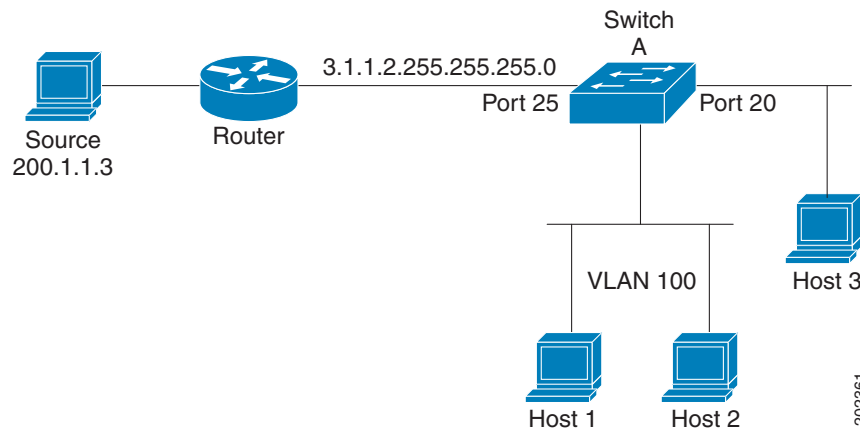 Switch
A
3.1.1.2.255.255.255.0
Port 25
Port 20
Source
200.1.1.3
Router
VLAN 100
Host 3
Host 1
Host 2